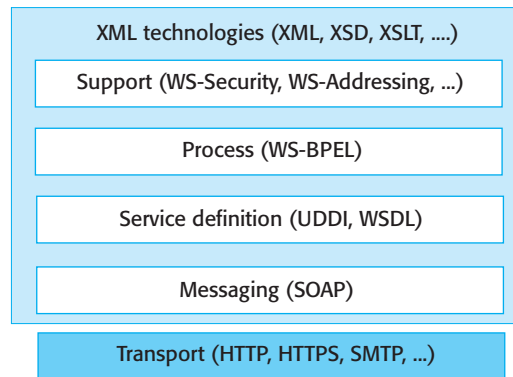 XML technologies (XML, XSD, XSLT, ....)
Support (WS-Security, WS-Addressing, ...)
Process (WS-BPEL)
Service definition (UDDI, WSDL)
Messaging (SOAP)
Transport (HTTP, HTTPS, SMTP, ...)